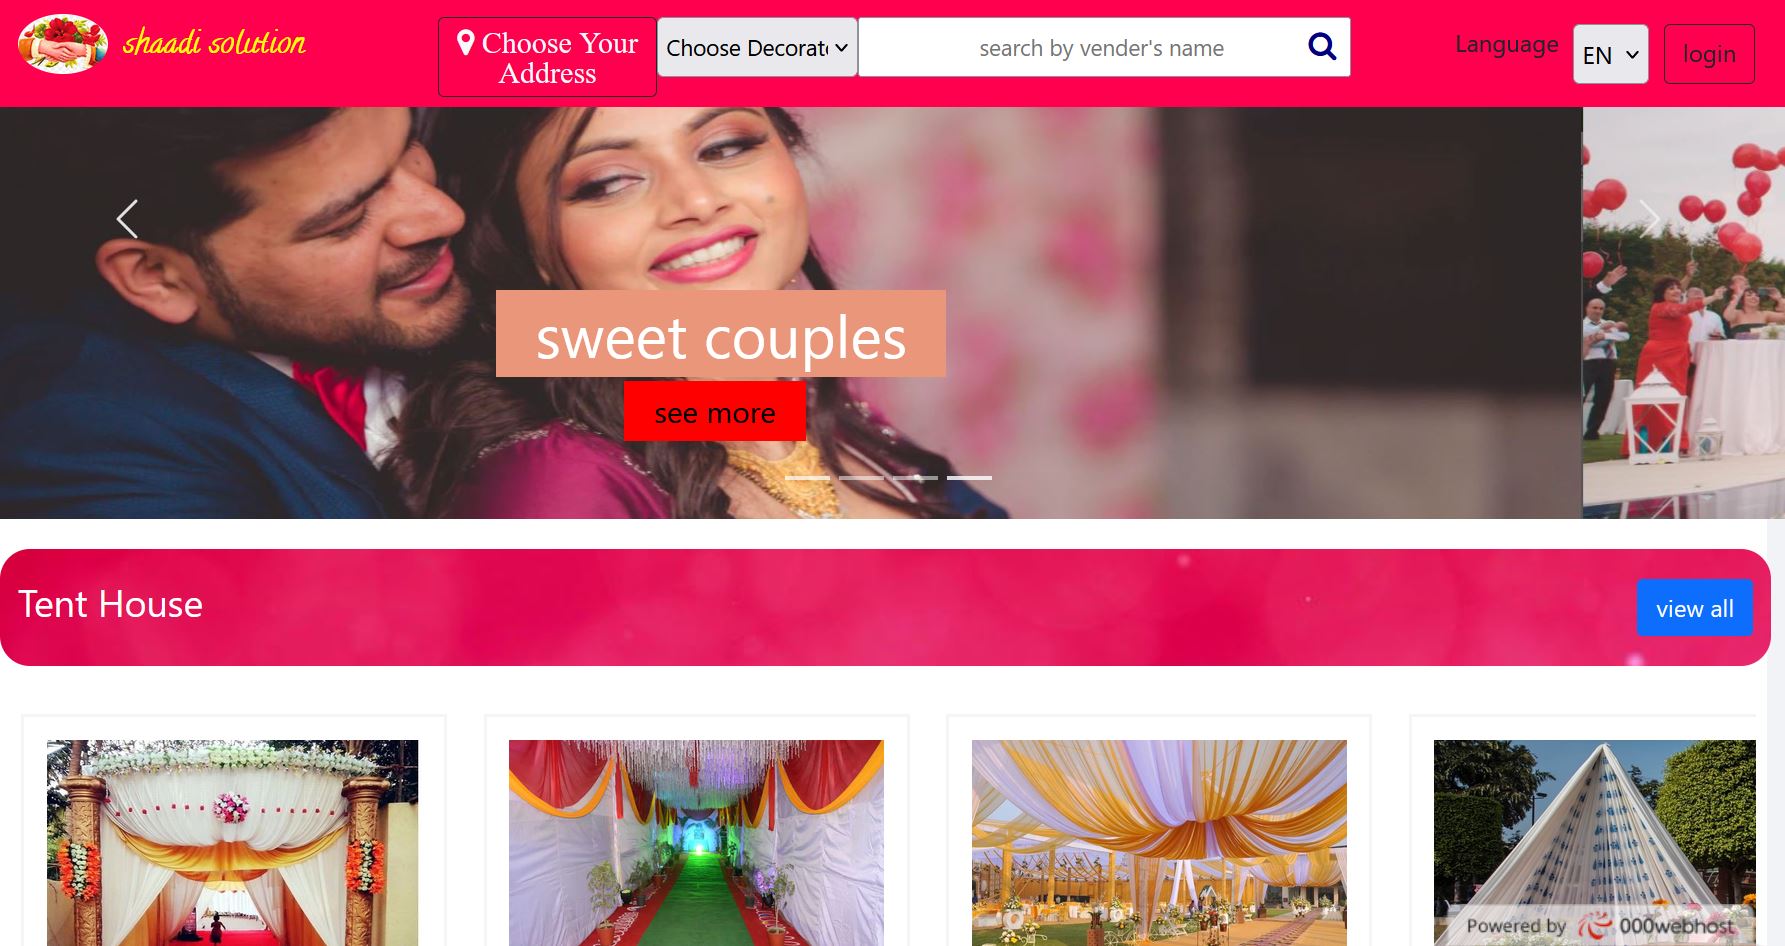 shaadi solution
Choose Your
Address
Choose Decorat
search by vender's name
Language
EN
login
sweet couples
see more
Tent House
view all
Powered by 000webhost